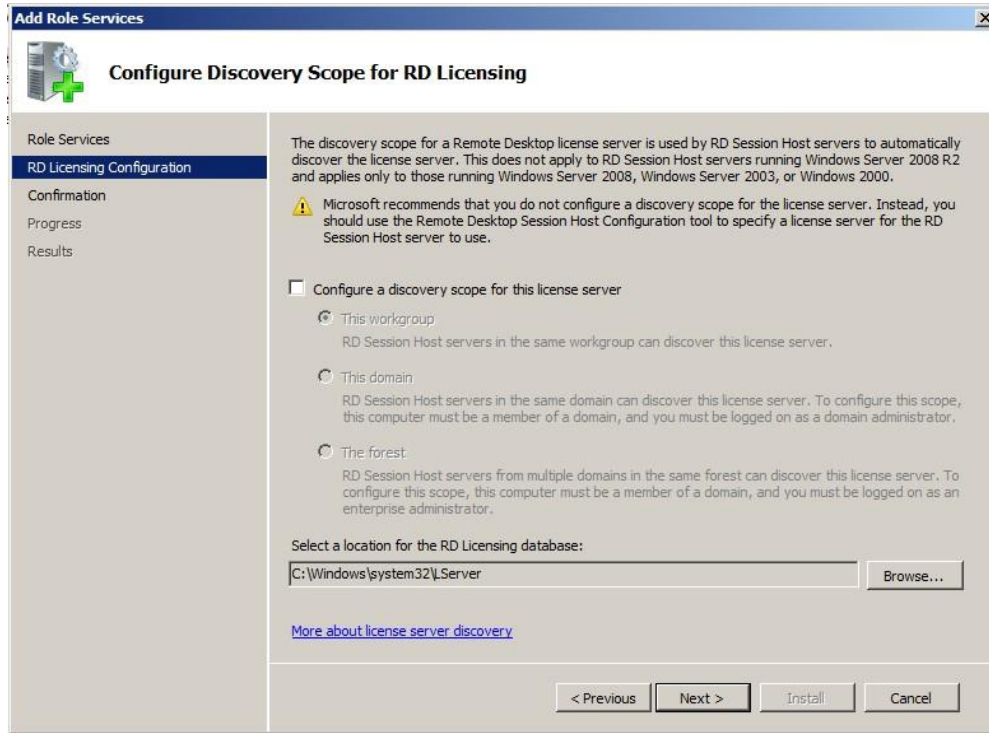 Add Role Services
Configure Discovery Scope for RD Licensing
Role Services
RD Licensing Configuration
Confirmation
Progress
Results
The discovery scope for a Remote Desktop license server is used by RD Session Host servers to automatically
discover the license server. This does not apply to RD Session Host servers running Windows Server 2008 R2
and applies only to those running Windows Server 2008, Windows Server 2003, or Windows 2000.
Microsoft recommends that you do not configure a discovery scope for the license server. Instead, you
should use the Remote Desktop Session Host Configuration tool to specify a license server for the RD
Session Host server to use.
Configure a discovery scope for this license server
This workgroup
RD Session Host servers in the same workgroup can discover this license server.
This domain
RD Session Host servers in the same domain can discover this license server. To configure this scope,
this computer must be a member of a domain, and you must be logged on as a domain administrator.
The forest
RD Session Host servers from multiple domains in the same forest can discover this license server. To
configure this scope, this computer must be a member of a domain, and you must be logged on as an
enterprise administrator.
Select a location for the RD Licensing database:
C:\Windows\system32\LServer
Browse...
More about license server discovery
< Previous
Next >
Install
Cancel